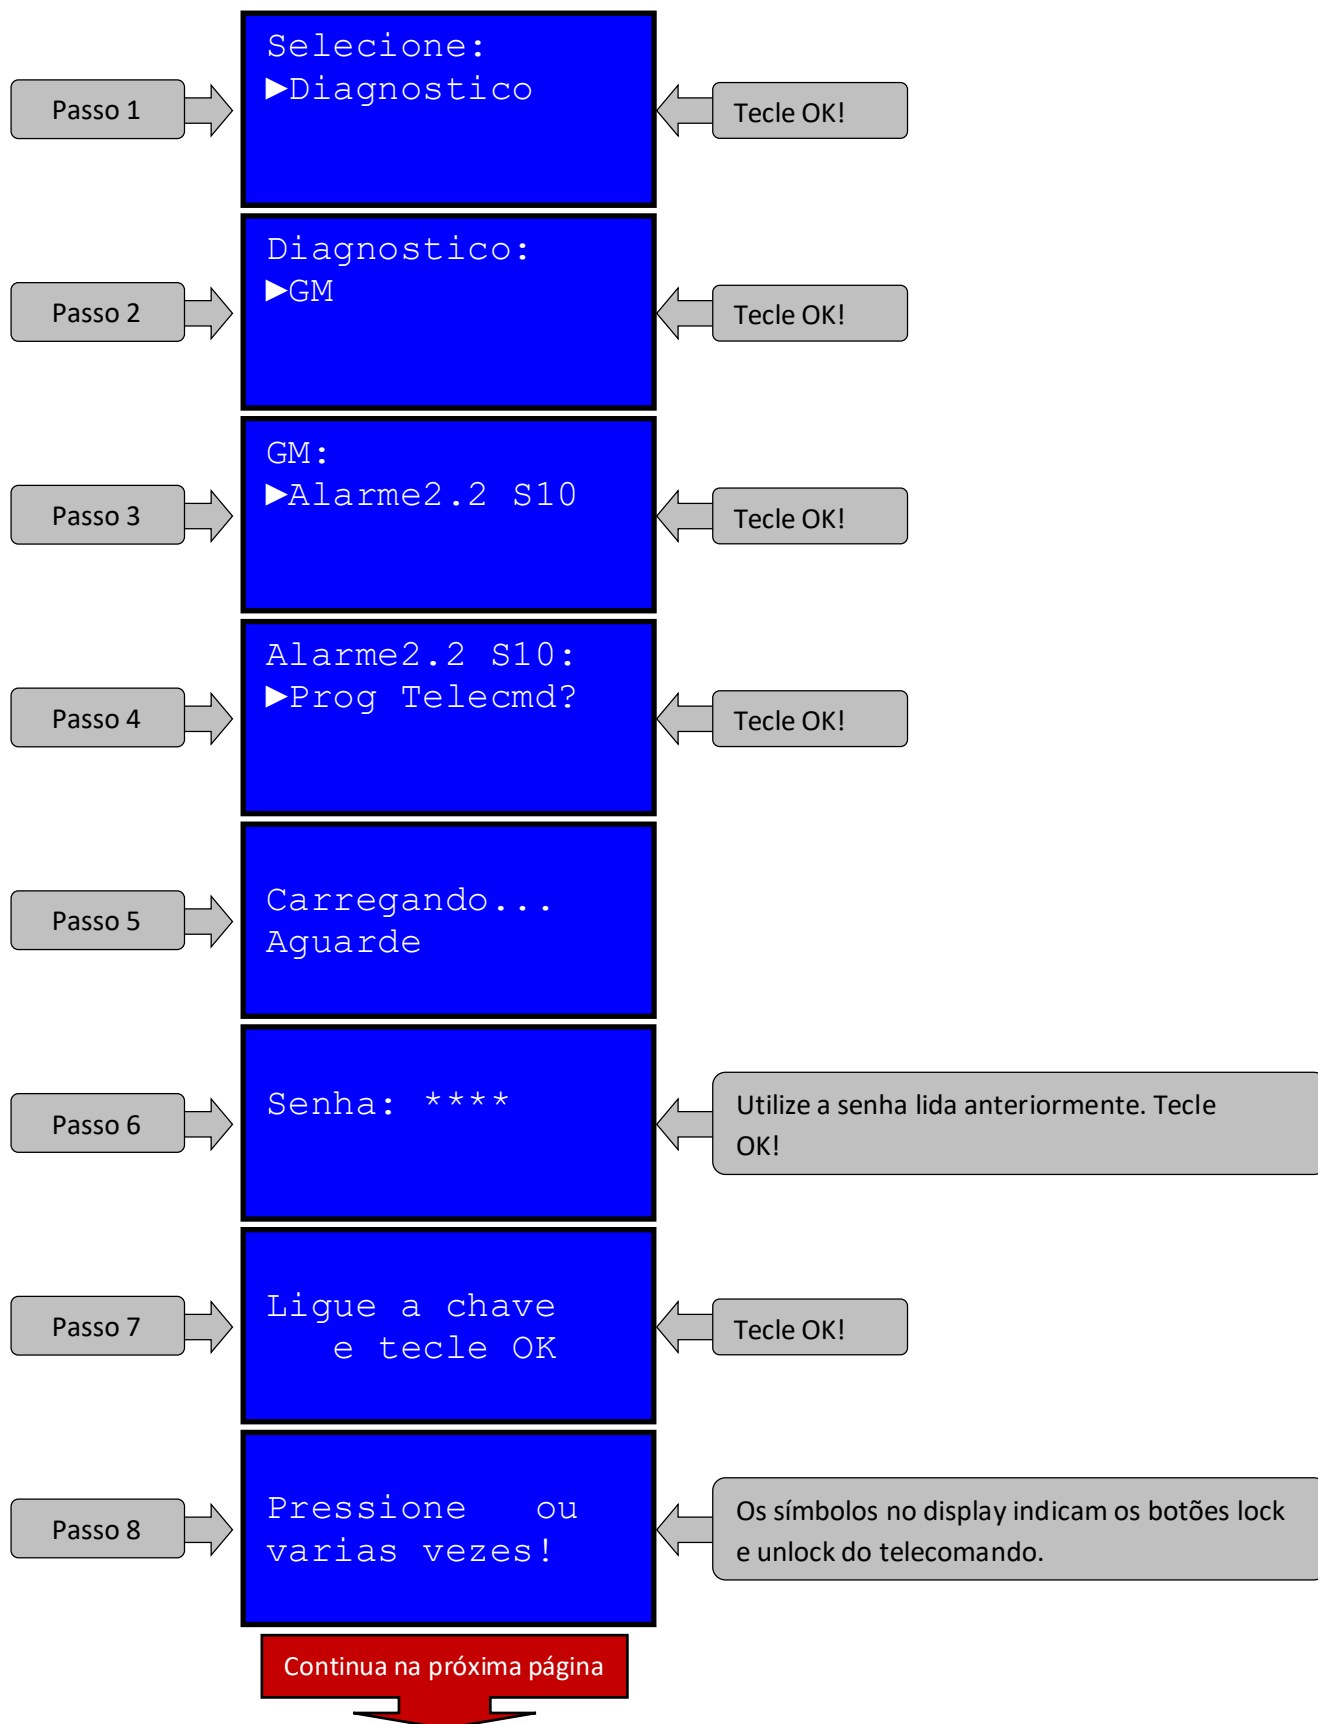 Passo 1
Selecione:
►Diagnostico
Tecle OK!
Passo 2
Diagnostico:
►GM
Tecle OK!
Passo 3
GM:
►Alarme2.2 S10
Tecle OK!
Passo 4
Alarme2.2 S10:
►Prog Telecmd?
Tecle OK!
Passo 5
Carregando...
Aguarde
Passo 6
Senha: ****
Utilize a senha lida anteriormente. Tecle
OK!
Passo 7
Ligue a chave
e tecle OK
Tecle OK!
Passo 8
Pressione ou
varias vezes!
Os símbolos no display indicam os botões lock
e unlock do telecomando.
Continua na próxima página